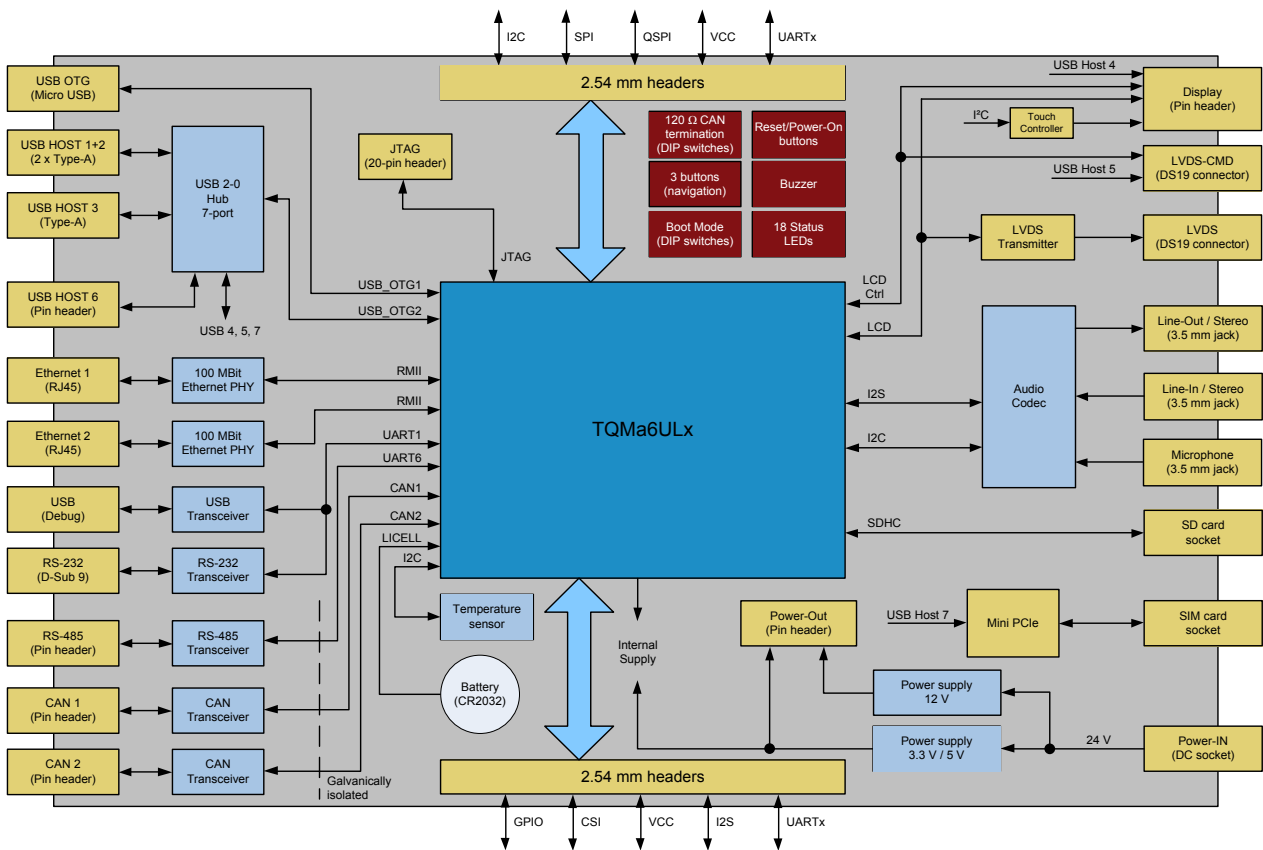 I2C
SPI
QSPI
VCC
UARTx
2.54 mm headers
USB OTG
(Micro USB)
USB HOST 1+2
(2 x Type-A)
USB HOST 3
(Type-A)
USB HOST 6
(Pin header)
USB 2-0
Hub
7-port
USB 4, 5, 7
JTAG
(20-pin header)
JTAG
120 Ω CAN
termination
(DIP switches)
Reset/Power-On
buttons
3 buttons
(navigation)
Buzzer
Boot Mode
(DIP switches)
18 Status
LEDs
USB Host 4
Display
(Pin header)
I²C
Touch
Controller
USB Host 5
LVDS-CMD
(DS19 connector)
LVDS
Transmitter
LVDS
(DS19 connector)
USB_OTG1
USB_OTG2
LCD
Ctrl
LCD
Ethernet 1
(RJ45)
100 MBit
Ethernet PHY
RMII
Ethernet 2
(RJ45)
100 MBit
Ethernet PHY
RMII
UART1
UART6
USB
(Debug)
USB
Transceiver
CAN1
CAN2
LICELL
I2C
RS-232
(D-Sub 9)
RS-232
Transceiver
RS-485
(Pin header)
RS-485
Transceiver
CAN 1
(Pin header)
CAN
Transceiver
CAN 2
(Pin header)
CAN
Transceiver
Galvanically
isolated
TQMa6ULx
I2S
I2C
Audio
Codec
Line-Out / Stereo
(3.5 mm jack)
Line-In / Stereo
(3.5 mm jack)
Microphone
(3.5 mm jack)
SDHC
SD card
socket
Temperature
sensor
Battery
(CR2032)
Internal
Supply
Power-Out
(Pin header)
USB Host 7
Mini PCIe
SIM card
socket
Power supply
12 V
Power supply
3.3 V / 5 V
24 V
Power-IN
(DC socket)
2.54 mm headers
GPIO
CSI
VCC
I2S
UARTx